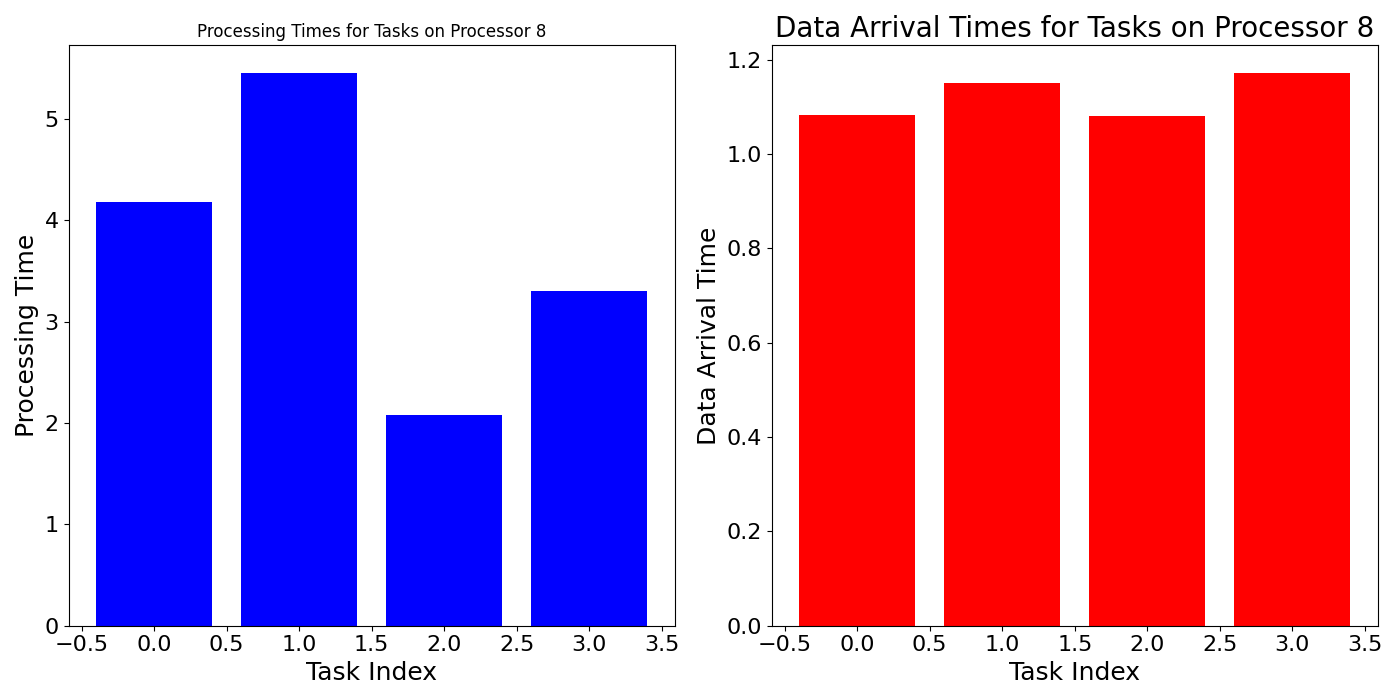 Processing Times for Tasks on Processor 8
Processing Time
5
4
3
2
1
0
−0.5 0.0 0.5 1.0 1.5 2.0 2.5 3.0 3.5
Task Index
Data Arrival Times for Tasks on Processor 8
Data Arrival Time
1.2
1.0
0.8
0.6
0.4
0.2
0.0
−0.5 0.0 0.5 1.0 1.5 2.0 2.5 3.0 3.5
Task Index